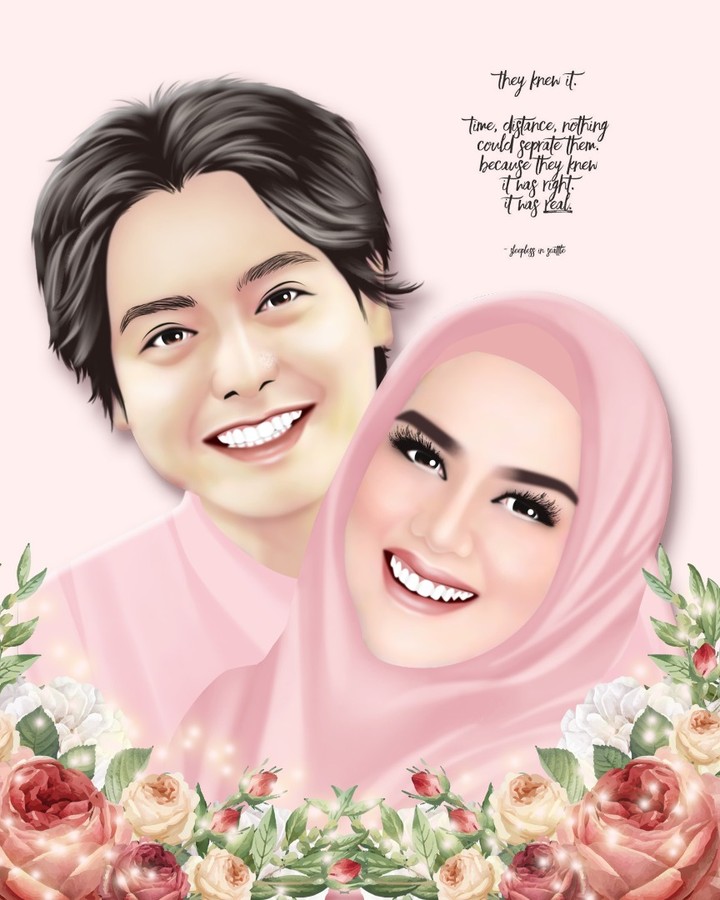 they knew it.
time, distance, nothing
could seprate them.
because they knew
it was right.
it was real.
- sleepless in seattle